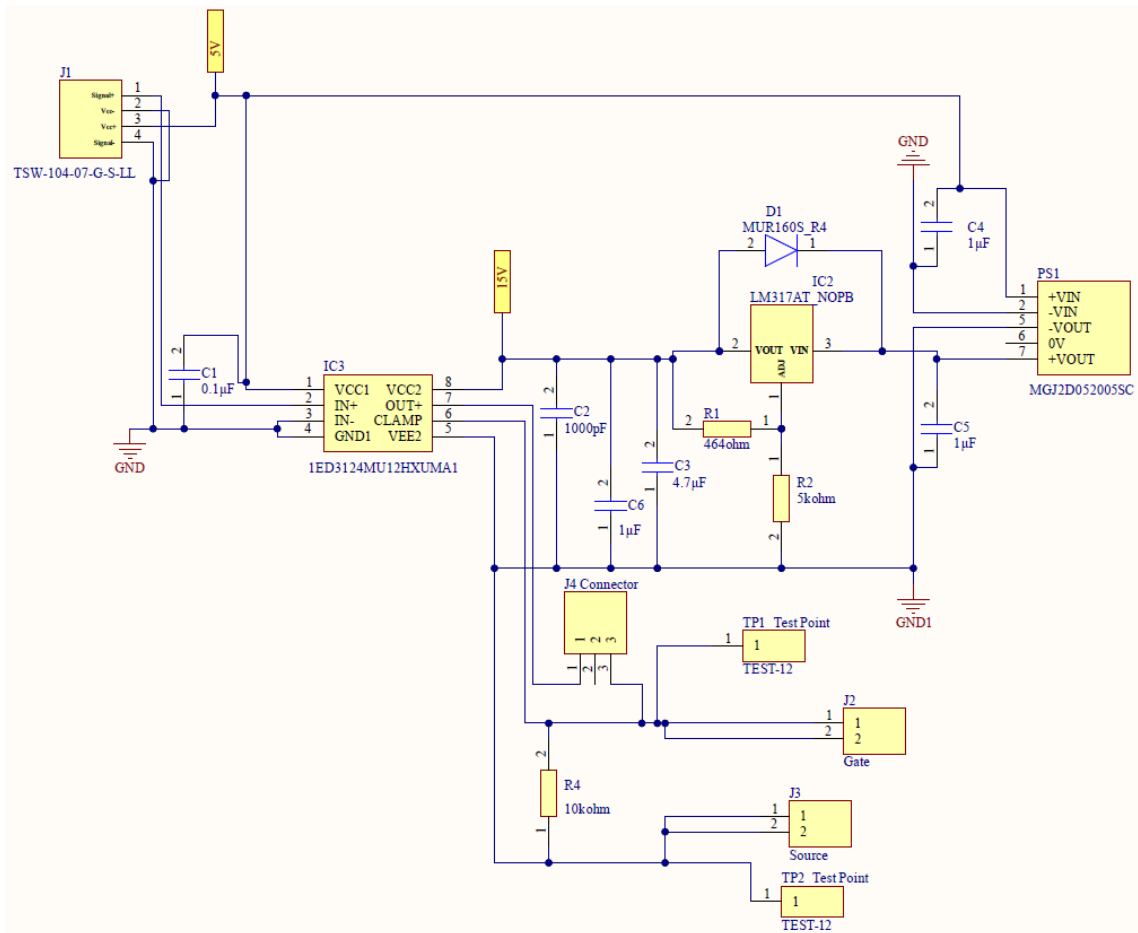 5V
J1
Signal+ 1
Vcc- 2
Vcc+ 3
Signal- 4
TSW-104-07-G-S-LL
GND
2
C4
1µF
1
D1
MUR160S_R4
2
1
PS1
1 +VIN
2 -VIN
5 -VOUT
6 0V
7 +VOUT
MGJ2D052005SC
15V
IC2
LM317AT_NOPB
2 VOUT VIN 3
ADJ
1
2
C1
0.1µF
1
GND
IC3
1 VCC1 VCC2 8
2 IN+ OUT+ 7
3 IN- CLAMP 6
4 GND1 VEE2 5
1ED3124MU12HXUMA1
2
C2
1000pF
1
2
C6
1µF
1
2
C3
4.7µF
1
R1
2 1
464ohm
1
R2
5kohm
2
2
C5
1µF
1
GND1
J4 Connector
1 2 3
1 2 3
TP1 Test Point
1 1
TEST-12
J2
1 1
2 2
Gate
2
R4
10kohm
1
J3
1 1
2 2
Source
TP2 Test Point
1 1
TEST-12